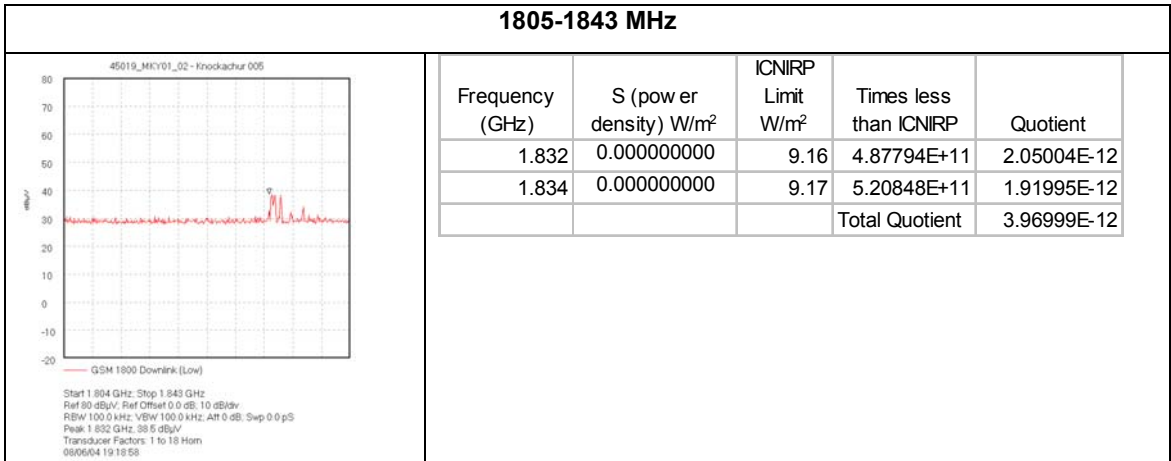 1805-1843 MHz
45019_MKY01_02 - Knockachur 005
80
70
60
50
40
30
20
10
0
-10
-20
dBµV
GSM 1800 Downlink (Low)
Start 1.804 GHz; Stop 1.843 GHz
Ref 80 dBµV; Ref Offset 0.0 dB; 10 dB/div
RBW 100.0 kHz; VBW 100.0 kHz; Att 0 dB; Swp 0.0 pS
Peak 1.832 GHz, 38.5 dBµV
Transducer Factors: 1 to 18 Horn
08/06/04 19:18:58
Frequency (GHz) S (pow er density) W/m² ICNIRP Limit W/m² Times less than ICNIRP Quotient
1.832 0.000000000 9.16 4.87794E+11 2.05004E-12
1.834 0.000000000 9.17 5.20848E+11 1.91995E-12
Total Quotient 3.96999E-12